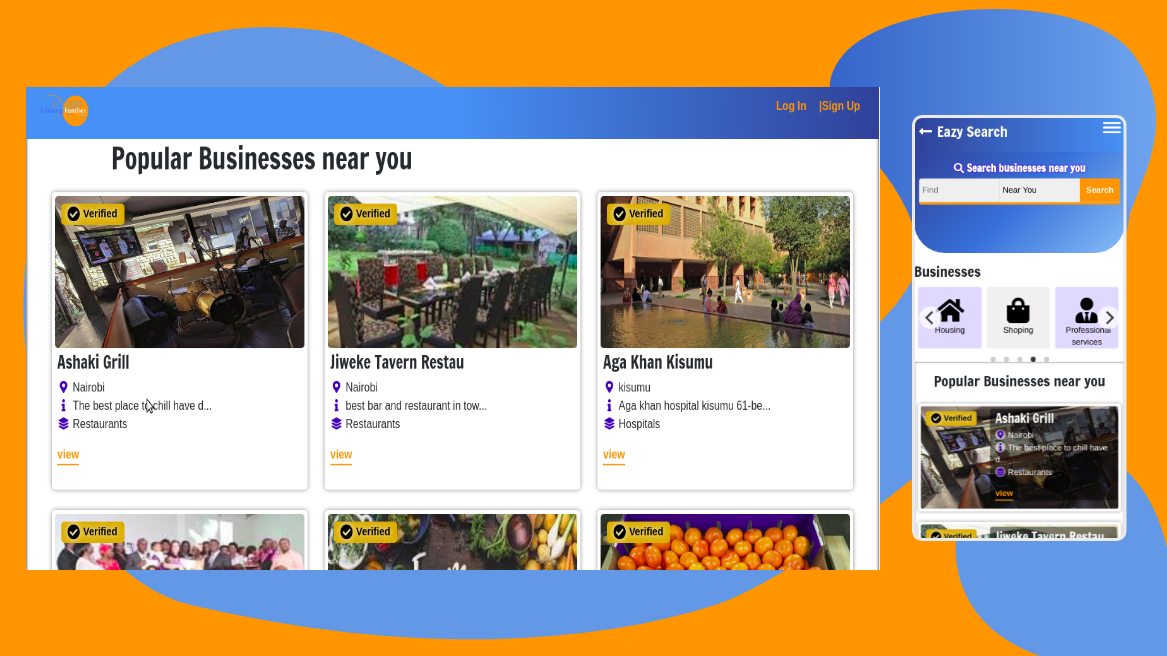 Families
Log In |Sign Up
Popular Businesses near you
Verified
Ashaki Grill
Nairobi
The best place to chill have d...
Restaurants
view
Verified
Jiweke Tavern Restau
Nairobi
best bar and restaurant in tow...
Restaurants
view
Verified
Aga Khan Kisumu
kisumu
Aga khan hospital kisumu 61-be...
Hospitals
view
Verified
Verified
Verified
Eazy Search
Search businesses near you
Find
Near You
Search
Businesses
Housing
Shoping
Professional
services
Popular Businesses near you
Verified
Ashaki Grill
Nairobi
The best place to chill have
d...
Restaurants
view
Verified
Jiweke Tavern Restau